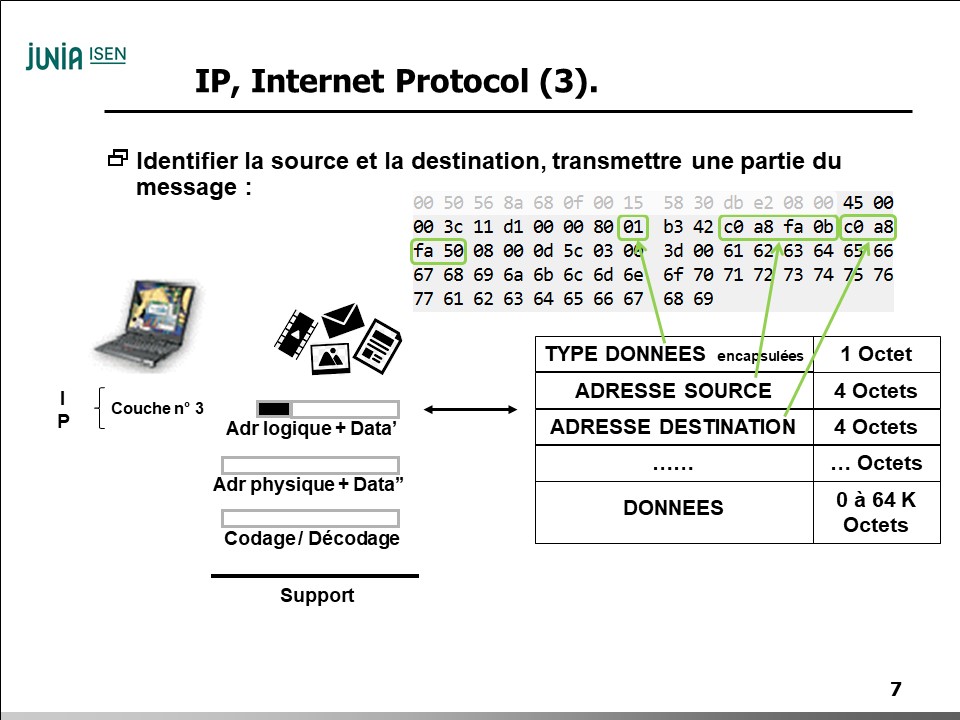 JUNIA ISEN
IP, Internet Protocol (3).
Identifier la source et la destination, transmettre une partie du
message :
00 50 56 8a 68 0f 00 15 58 30 db e2 08 00 45 00
00 3c 11 d1 00 00 80 01 b3 42 c0 a8 fa 0b c0 a8
fa 50 08 00 0d 5c 03 00 3d 00 61 62 63 64 65 66
67 68 69 6a 6b 6c 6d 6e 6f 70 71 72 73 74 75 76
77 61 62 63 64 65 66 67 68 69
TYPE DONNEES encapsulées 1 Octet
ADRESSE SOURCE 4 Octets
ADRESSE DESTINATION 4 Octets
…… … Octets
DONNEES 0 à 64 K
Octets
I
P
Couche n° 3
Adr logique + Data’
Adr physique + Data”
Codage / Décodage
Support
7